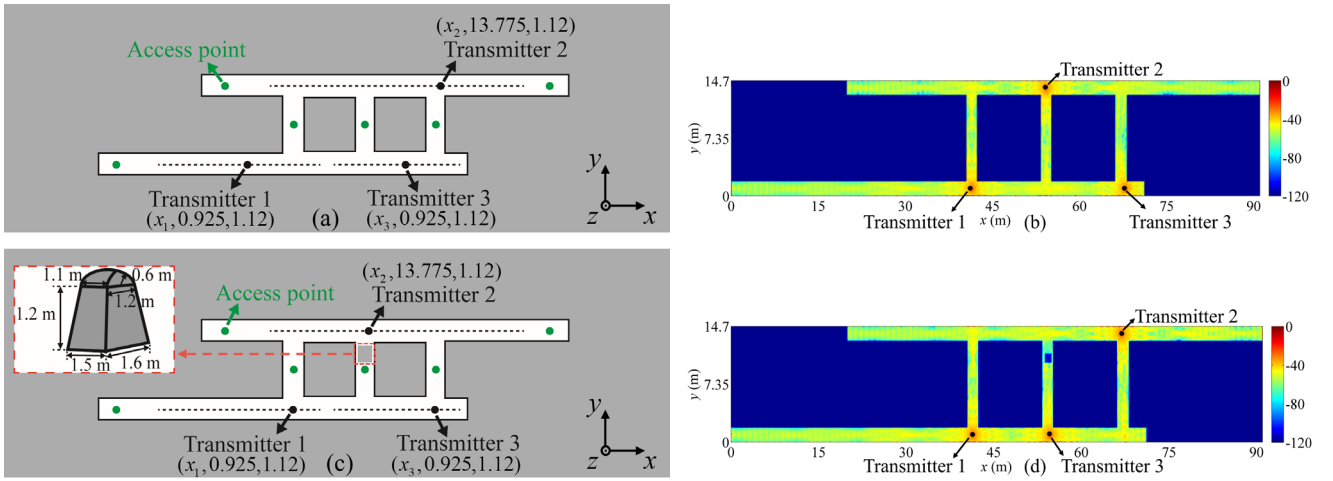 (x₂,13.775,1.12)
Transmitter 2
Access point
y
z
x
Transmitter 1
(x₁,0.925,1.12)
Transmitter 3
(x₃,0.925,1.12)
(a)
14.7
7.35
0
y (m)
Transmitter 2
Transmitter 1
Transmitter 3
0
15
30
45
60
75
90
x (m)
(b)
0
-40
-80
-120
1.1 m
0.6 m
1.2 m
1.2 m
1.5 m
1.6 m
(x₂,13.775,1.12)
Transmitter 2
Access point
y
z
x
Transmitter 1
(x₁,0.925,1.12)
Transmitter 3
(x₃,0.925,1.12)
(c)
14.7
7.35
0
y (m)
Transmitter 2
Transmitter 1
Transmitter 3
0
15
30
45
60
75
90
x (m)
(d)
0
-40
-80
-120